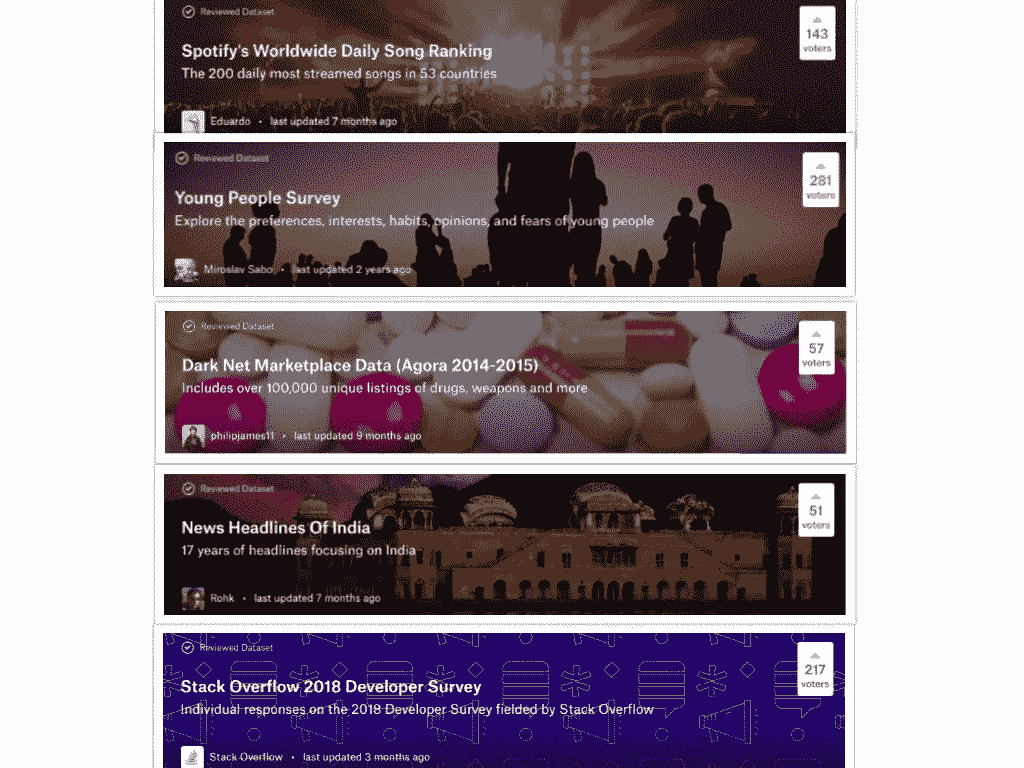 Reviewed Dataset
143
voters
Spotify's Worldwide Daily Song Ranking
The 200 daily most streamed songs in 53 countries
Eduardo • last updated 7 months ago
Reviewed Dataset
281
voters
Young People Survey
Explore the preferences, interests, habits, opinions, and fears of young people
Miroslav Sabo • last updated 2 years ago
Reviewed Dataset
57
voters
Dark Net Marketplace Data (Agora 2014-2015)
Includes over 100,000 unique listings of drugs, weapons and more
philipjames11 • last updated 9 months ago
Reviewed Dataset
51
voters
News Headlines Of India
17 years of headlines focusing on India
Rohk • last updated 7 months ago
Reviewed Dataset
217
voters
Stack Overflow 2018 Developer Survey
Individual responses on the 2018 Developer Survey fielded by Stack Overflow
Stack Overflow • last updated 3 months ago